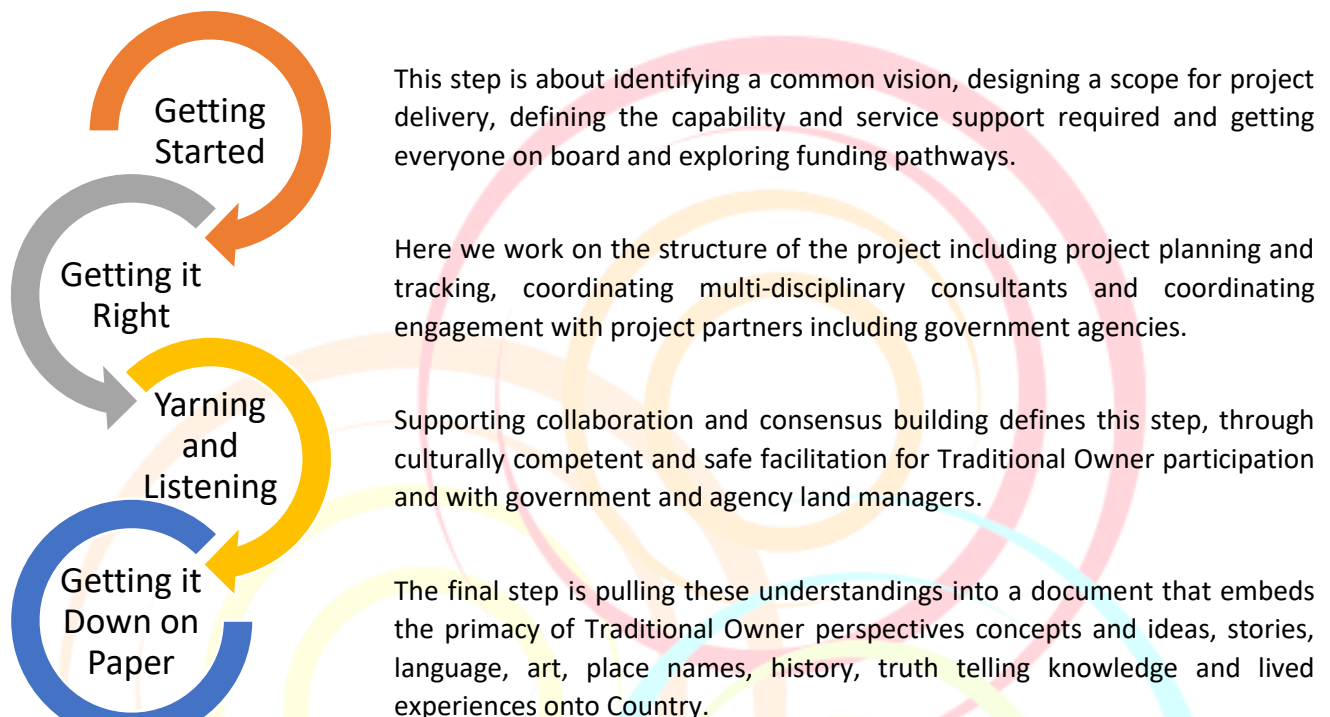 Getting
Started
This step is about identifying a common vision, designing a scope for project
delivery, defining the capability and service support required and getting
everyone on board and exploring funding pathways.
Getting it
Right
Here we work on the structure of the project including project planning and
tracking, coordinating multi-disciplinary consultants and coordinating
engagement with project partners including government agencies.
Yarning
and
Listening
Supporting collaboration and consensus building defines this step, through
culturally competent and safe facilitation for Traditional Owner participation
and with government and agency land managers.
Getting it
Down on
Paper
The final step is pulling these understandings into a document that embeds
the primacy of Traditional Owner perspectives concepts and ideas, stories,
language, art, place names, history, truth telling knowledge and lived
experiences onto Country.